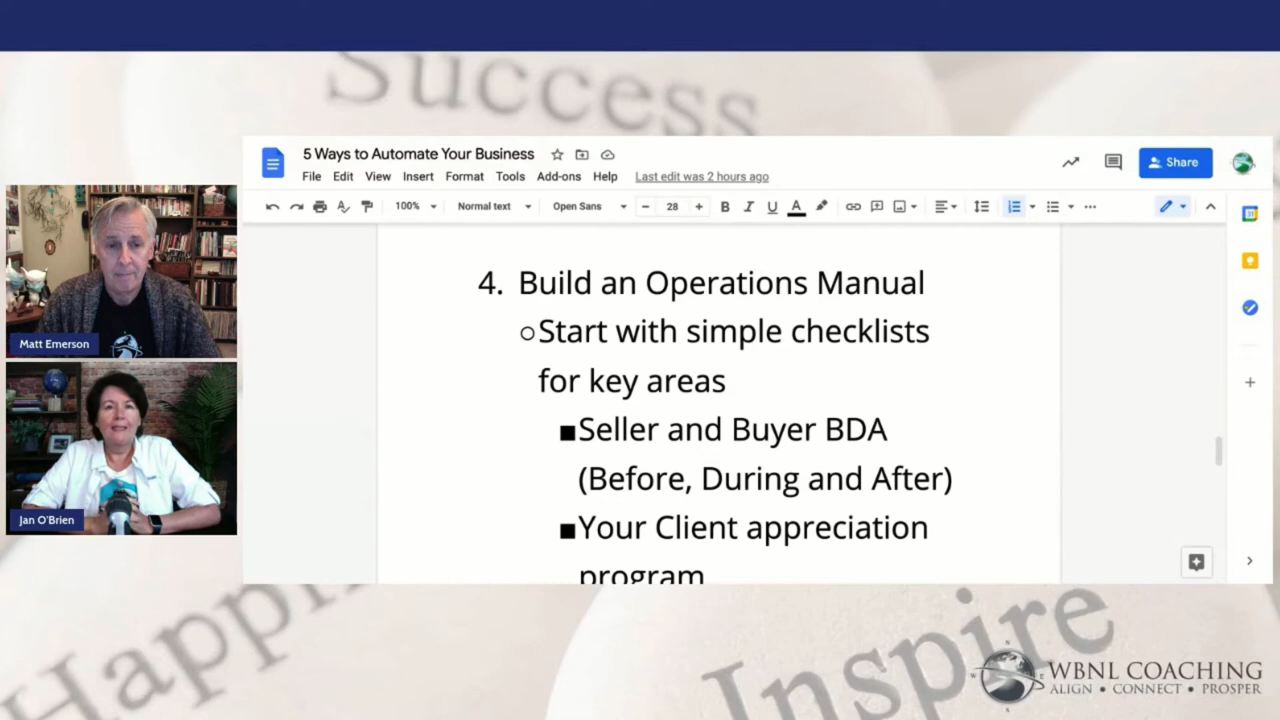 Success
5 Ways to Automate Your Business
File Edit View Insert Format Tools Add-ons Help Last edit was 2 hours ago
Share
100% Normal text Open Sans 28
4. Build an Operations Manual
Start with simple checklists
for key areas
Seller and Buyer BDA
(Before, During and After)
Your Client appreciation
program
Matt Emerson
Jan O'Brien
Happi
Inspire
WBNL COACHING
ALIGN • CONNECT • PROSPER